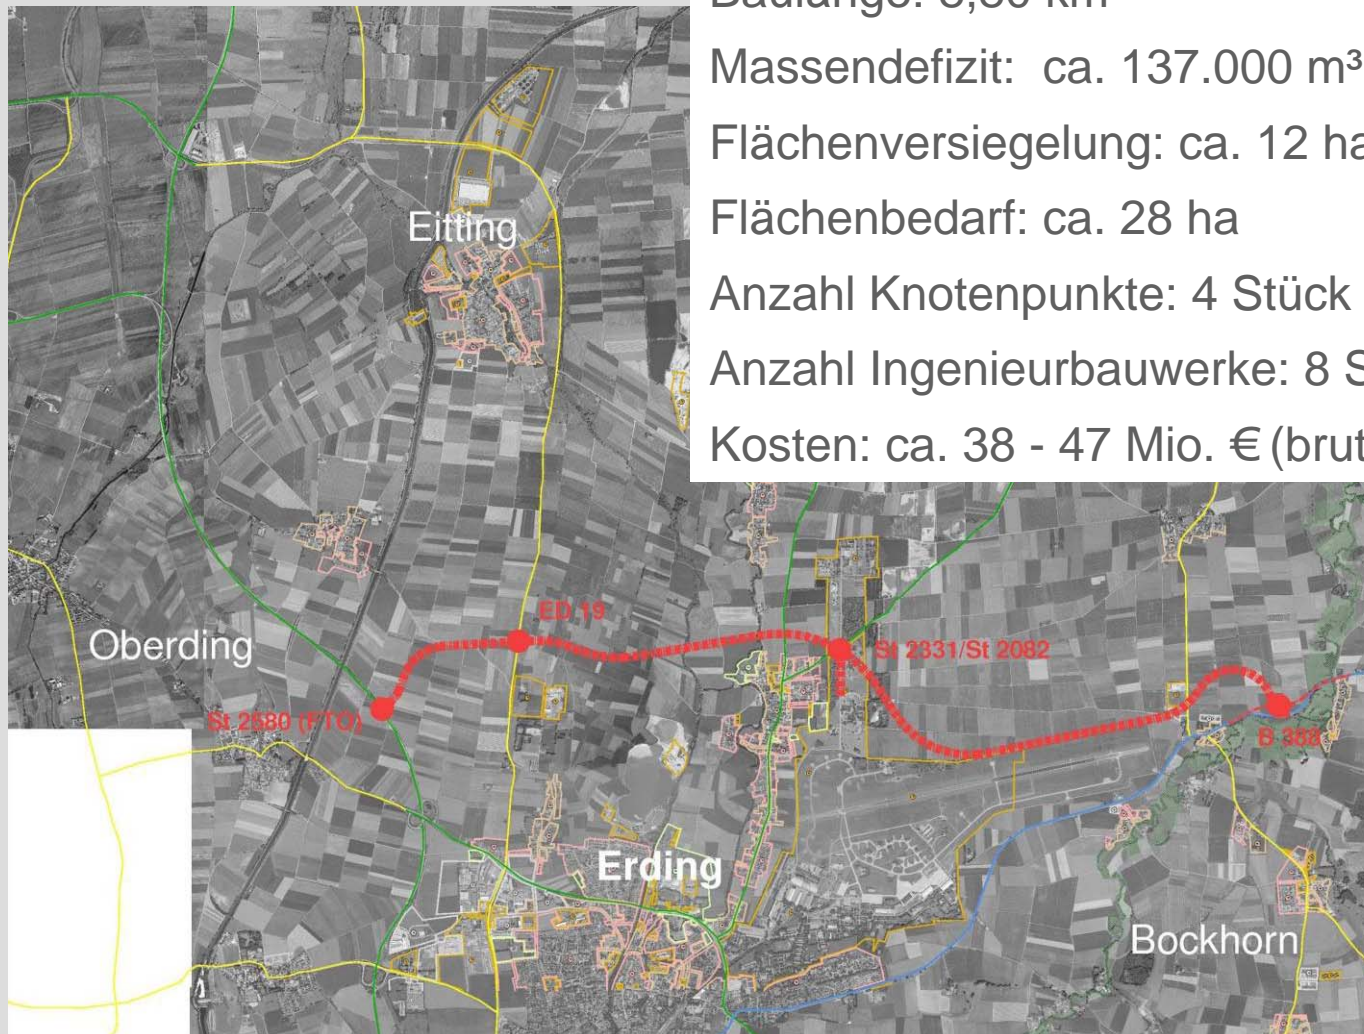 Massendefizit: ca. 137.000 m³
Flächenversiegelung: ca. 12 ha
Flächenbedarf: ca. 28 ha
Anzahl Knotenpunkte: 4 Stück
Anzahl Ingenieurbauwerke: 8 S
Kosten: ca. 38 - 47 Mio. € (brut
Eitting
ED 19
Oberding
St 2331/St 2082
St 2580 (FTO)
B 388
Erding
Bockhorn